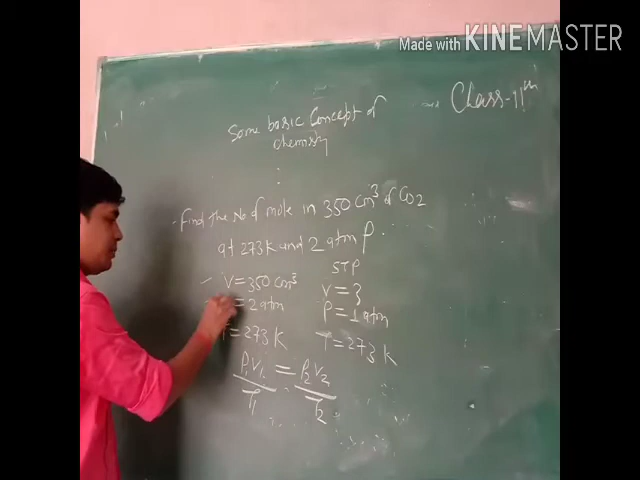 Made with KINEMASTER
Class-11th
Some basic Concept of
chemistry
Find The No of mole in 350 cm³ of CO2
at 273 K and 2 atm P.
STP
V = 350 cm³
V = ?
= 2 atm
P = 1 atm
T = 273 K
T = 273 K
P₁V₁ / T₁ = P₂V₂ / T₂